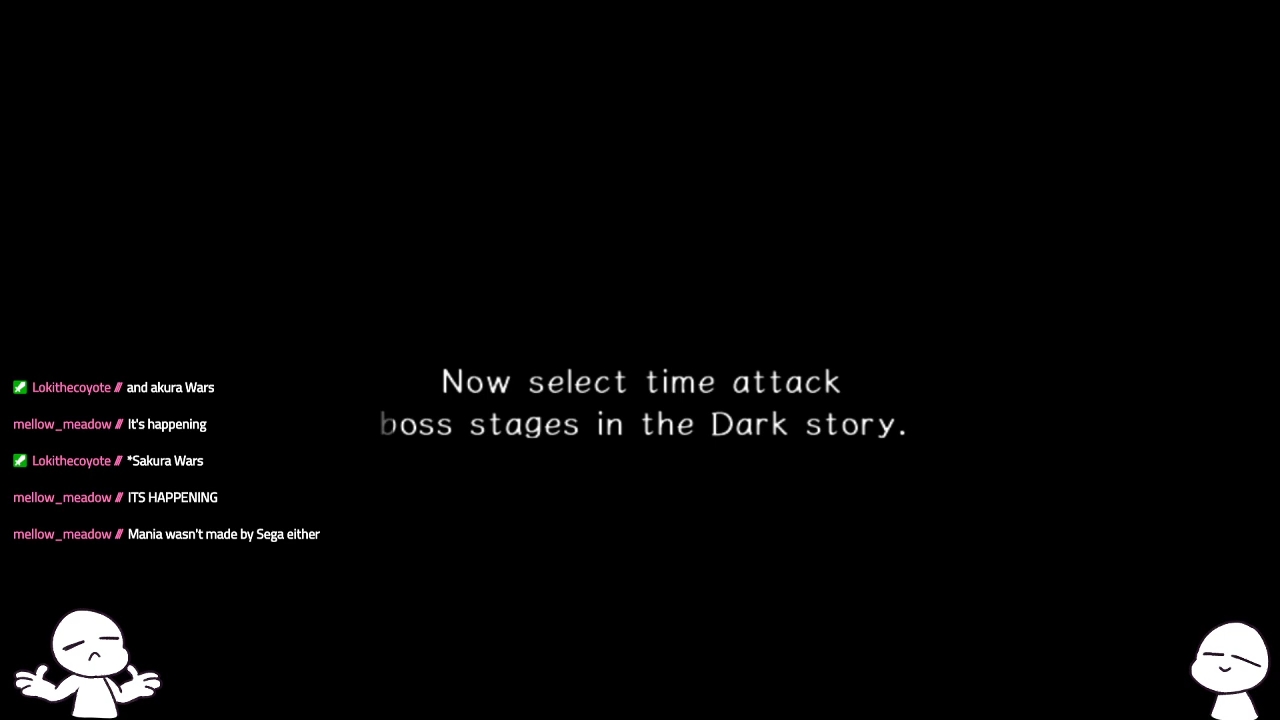 Now select time attack
boss stages in the Dark story.
Lokithecoyote /// and akura Wars
mellow_meadow /// It's happening
Lokithecoyote /// *Sakura Wars
mellow_meadow /// ITS HAPPENING
mellow_meadow /// Mania wasn't made by Sega either